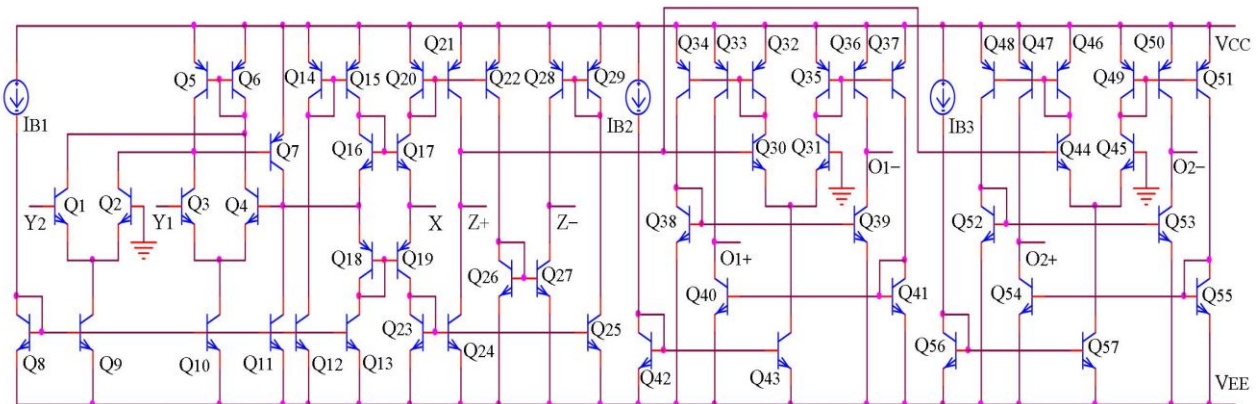 Q21 Q34 Q33 Q32 Q36 Q37 Q48 Q47 Q46 Q50 VCC
Q5 Q6 Q14 Q15 Q20 Q22 Q28 Q29 Q35 Q49 Q51
IB1 IB2 IB3
Q7 Q16 Q17 Q30 Q31 O1− Q44 Q45 O2−
Y2 Q1 Q2 Y1 Q3 Q4 X Z+ Z− Q38 Q39 Q52 Q53
Q18 Q19 Q26 Q27 O1+ O2+
Q40 Q41 Q54 Q55
Q8 Q9 Q10 Q11 Q12 Q13 Q23 Q24 Q25 Q42 Q43 Q56 Q57
VEE